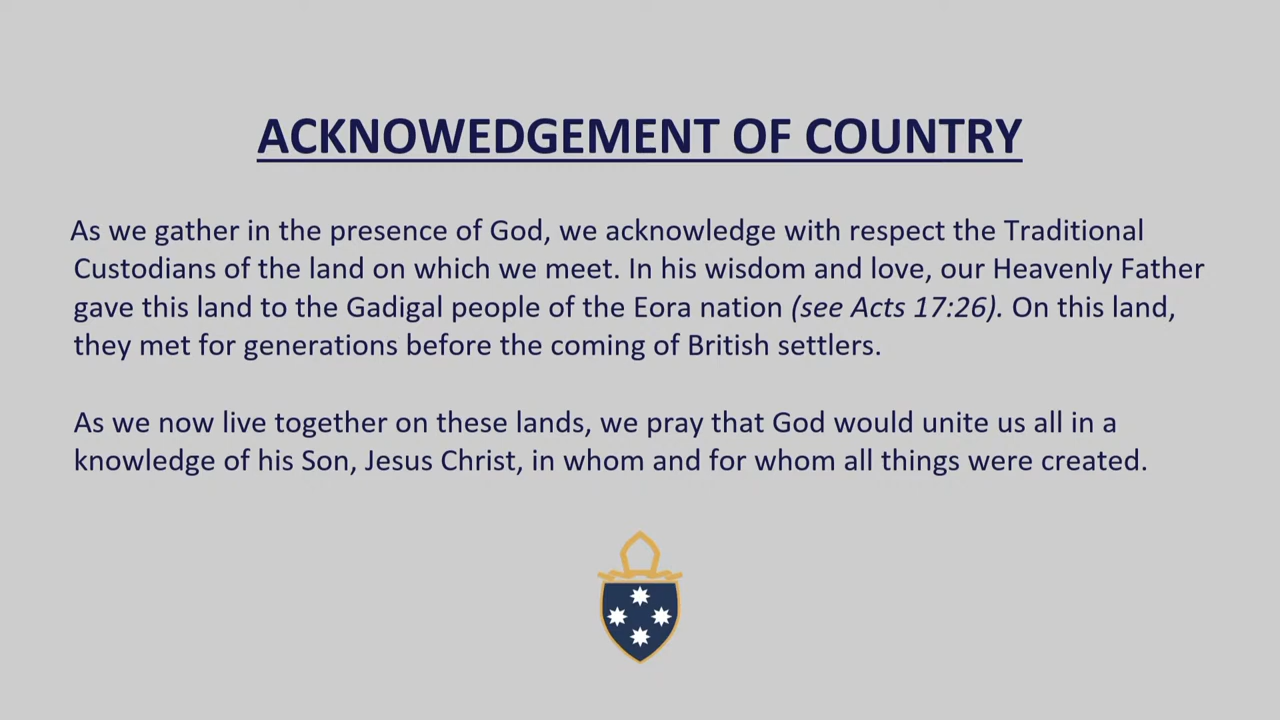 ACKNOWEDGEMENT OF COUNTRY
As we gather in the presence of God, we acknowledge with respect the Traditional
Custodians of the land on which we meet. In his wisdom and love, our Heavenly Father
gave this land to the Gadigal people of the Eora nation (see Acts 17:26). On this land,
they met for generations before the coming of British settlers.
As we now live together on these lands, we pray that God would unite us all in a
knowledge of his Son, Jesus Christ, in whom and for whom all things were created.